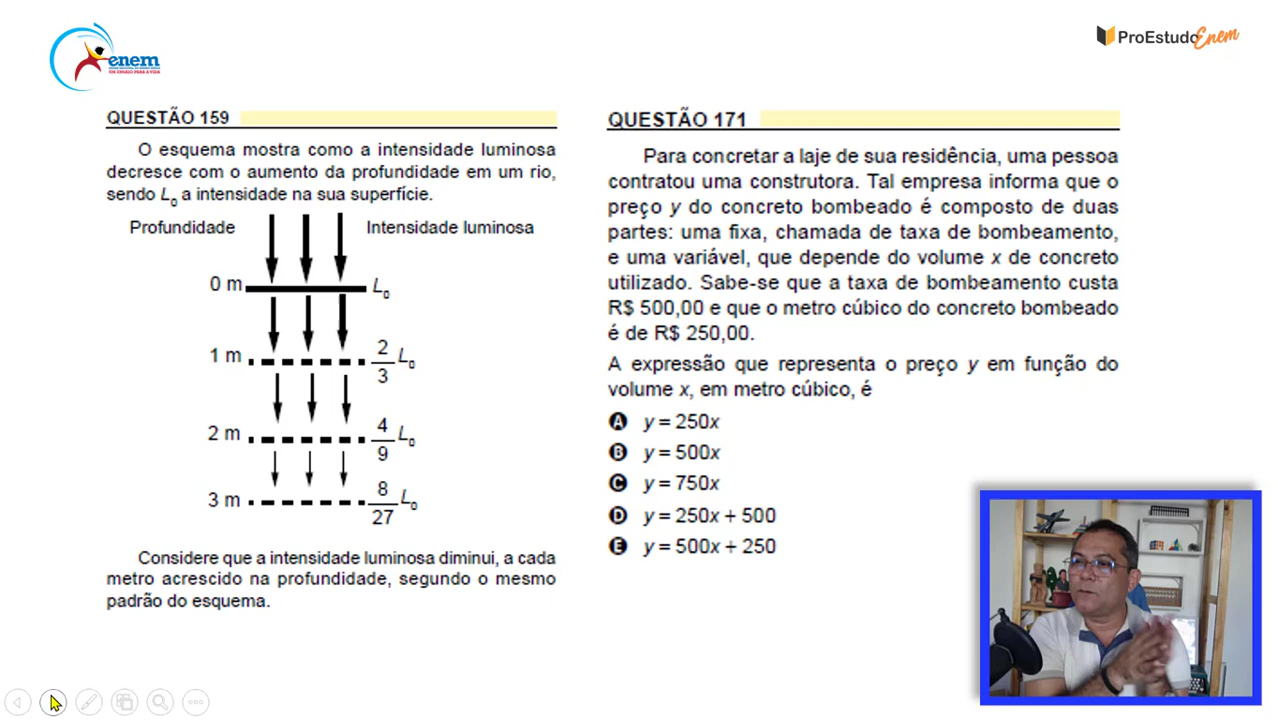 enem
ProEstudo Enem
QUESTÃO 159
O esquema mostra como a intensidade luminosa
decresce com o aumento da profundidade em um rio,
sendo L0 a intensidade na sua superfície.
Profundidade
Intensidade luminosa
0 m
L0
1 m
2/3 L0
2 m
4/9 L0
3 m
8/27 L0
Considere que a intensidade luminosa diminui, a cada
metro acrescido na profundidade, segundo o mesmo
padrão do esquema.
QUESTÃO 171
Para concretar a laje de sua residência, uma pessoa
contratou uma construtora. Tal empresa informa que o
preço y do concreto bombeado é composto de duas
partes: uma fixa, chamada de taxa de bombeamento,
e uma variável, que depende do volume x de concreto
utilizado. Sabe-se que a taxa de bombeamento custa
R$ 500,00 e que o metro cúbico do concreto bombeado
é de R$ 250,00.
A expressão que representa o preço y em função do
volume x, em metro cúbico, é
A y = 250x
B y = 500x
C y = 750x
D y = 250x + 500
E y = 500x + 250